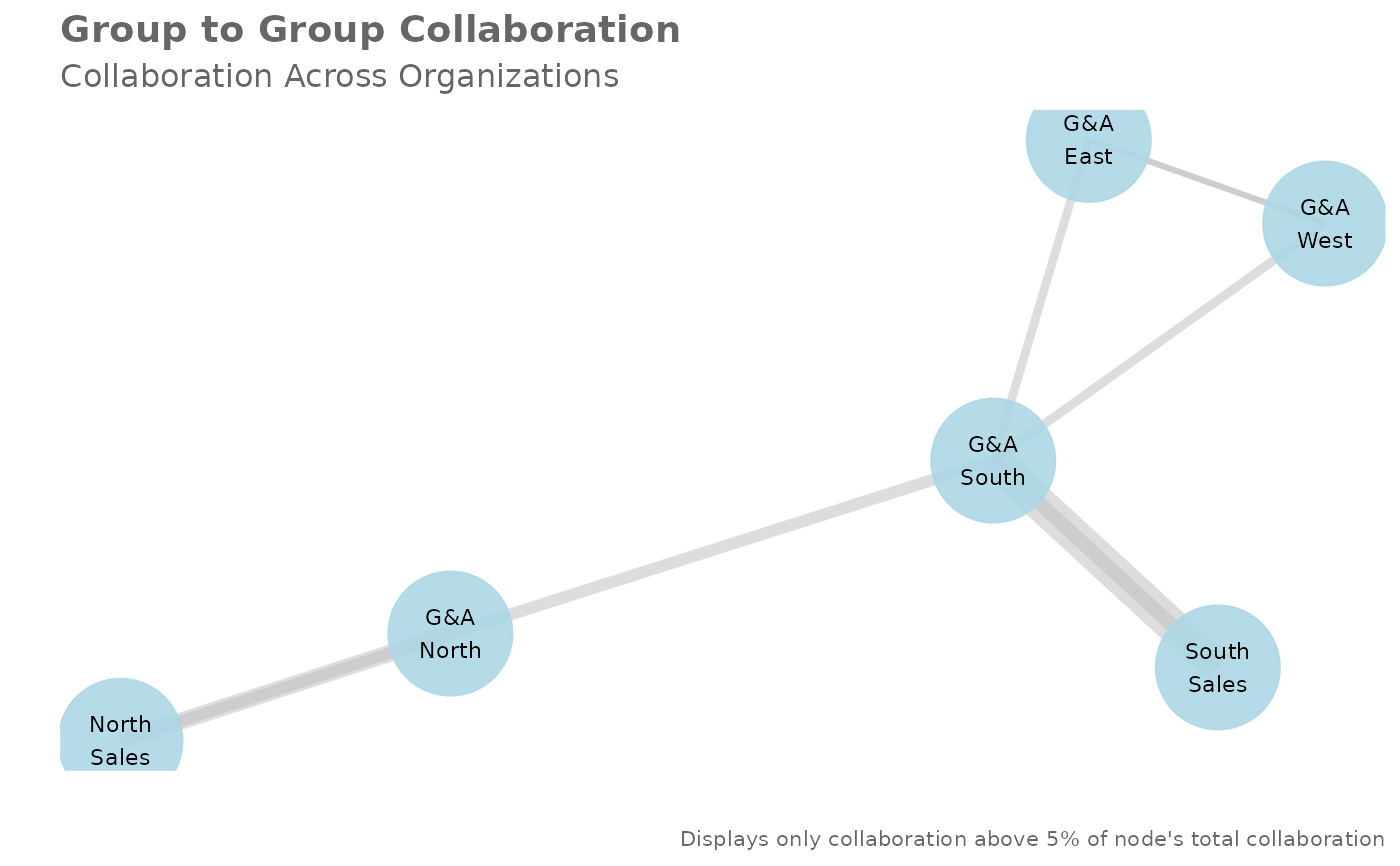 Group to Group Collaboration
Collaboration Across Organizations
G&A
East
G&A
West
G&A
South
G&A
North
South
Sales
North
Sales
Displays only collaboration above 5% of node's total collaboration